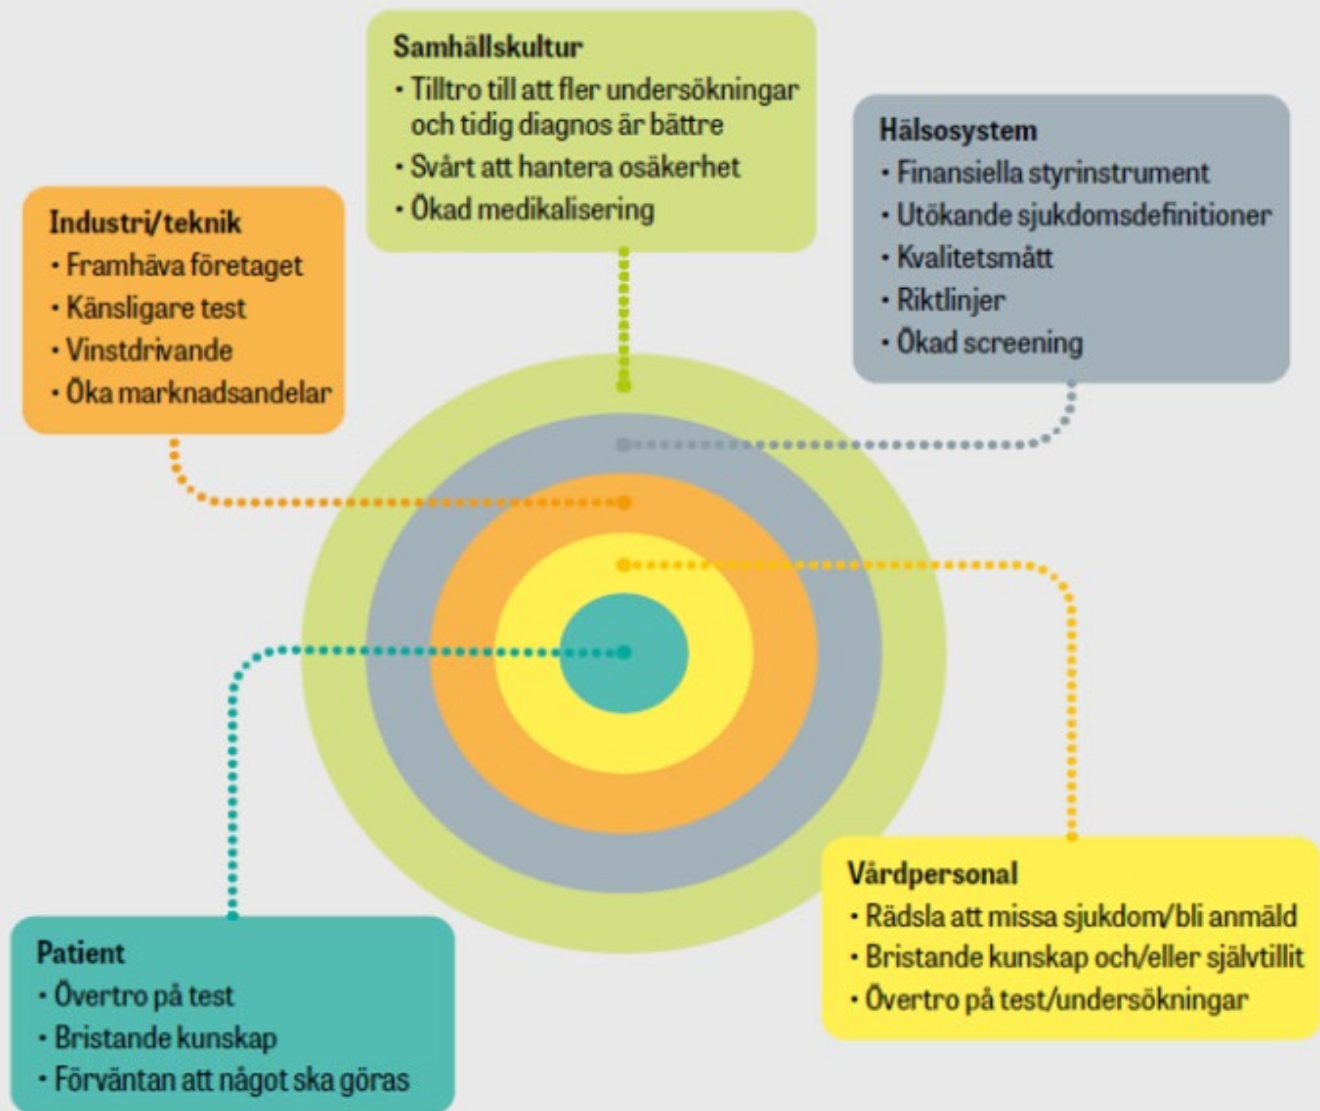 Samhällskultur
• Tilltro till att fler undersökningar
och tidig diagnos är bättre
• Svårt att hantera osäkerhet
• Ökad medikalisering
Hälsosystem
• Finansiella styrinstrument
• Utökande sjukdomsdefinitioner
• Kvalitetsmått
• Riktlinjer
• Ökad screening
Industri/teknik
• Framhäva företaget
• Känsligare test
• Vinstdrivande
• Öka marknadsandelar
Vårdpersonal
• Rädsla att missa sjukdom/bli anmäld
• Bristande kunskap och/eller självtillit
• Övertro på test/undersökningar
Patient
• Övertro på test
• Bristande kunskap
• Förväntan att något ska göras